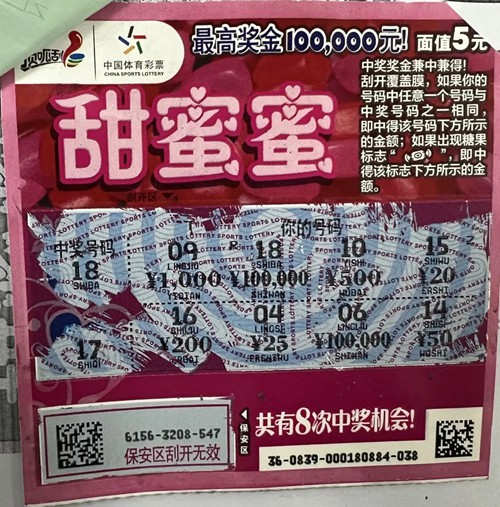 顶呱刮
中国体育彩票
CHINA SPORTS LOTTERY
最高奖金100,000元!
面值5元
甜蜜蜜
中奖奖金兼中兼得!
刮开覆盖膜,如果你的
号码中任意一个号码与
中奖号码之一相同,
即中得该号码下方所示
的金额;如果出现糖果
标志“ ”,即中
得该标志下方所示的金
额。
刮开区
中奖号码
你的号码
18
SHIBA
17
SHIQI
09
LINGJIU
¥1,000
YIQIAN
18
SHIBA
¥100,000
SHIWAN
10
YISHI
¥500
WUBAI
15
SHIWU
¥20
ERSHI
16
SHILIU
¥200
ERBAI
04
LINGSI
¥25
ERSHIWU
06
LINGLIU
¥100,000
SHIWAN
14
SHISI
¥50
WUSHI
6156-3208-547
保安区刮开无效
保安区
共有8次中奖机会!
36-0839-000180884-038